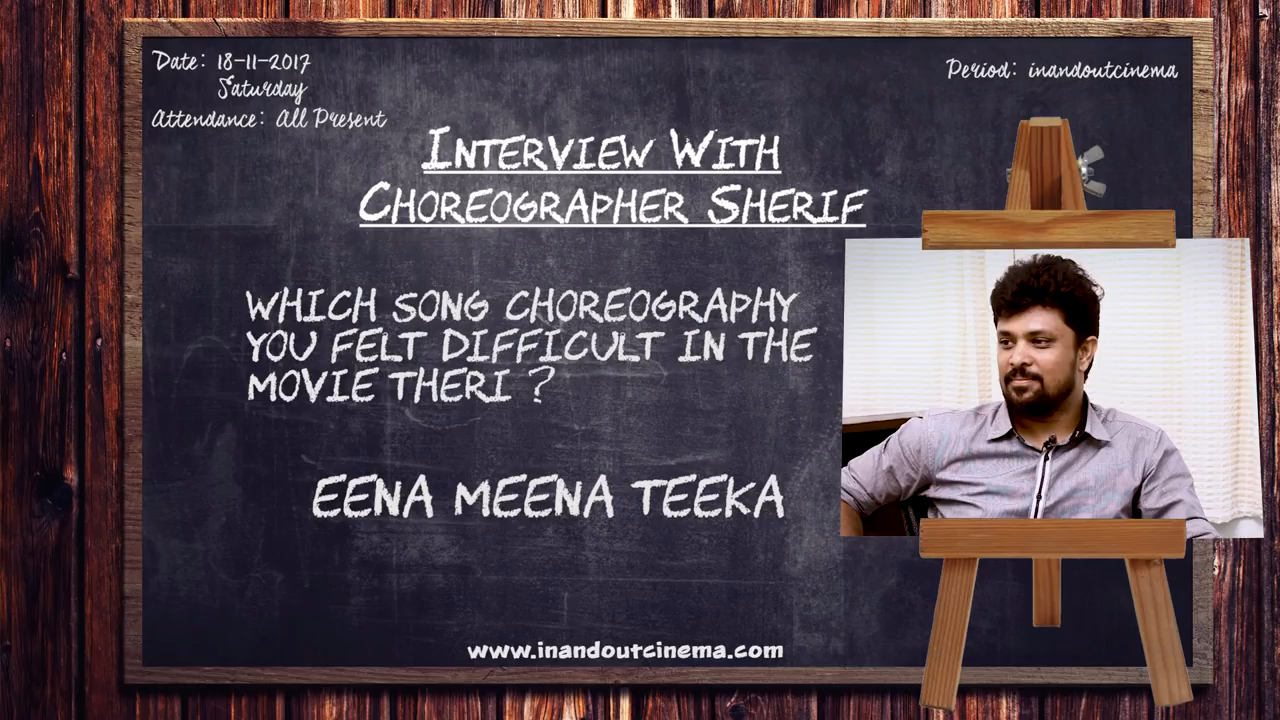 Date: 18-11-2017
Saturday
Attendance: All Present
Period: inandoutcinema
INTERVIEW WITH
CHOREOGRAPHER SHERIF
WHICH SONG CHOREOGRAPHY
YOU FELT DIFFICULT IN THE
MOVIE THERI ?
EENA MEENA TEEKA
www.inandoutcinema.com